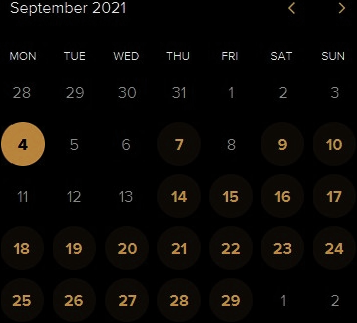 September 2021
MON TUE WED THU FRI SAT SUN
28 29 30 31 1 2 3
4 5 6 7 8 9 10
11 12 13 14 15 16 17
18 19 20 21 22 23 24
25 26 27 28 29 1 2